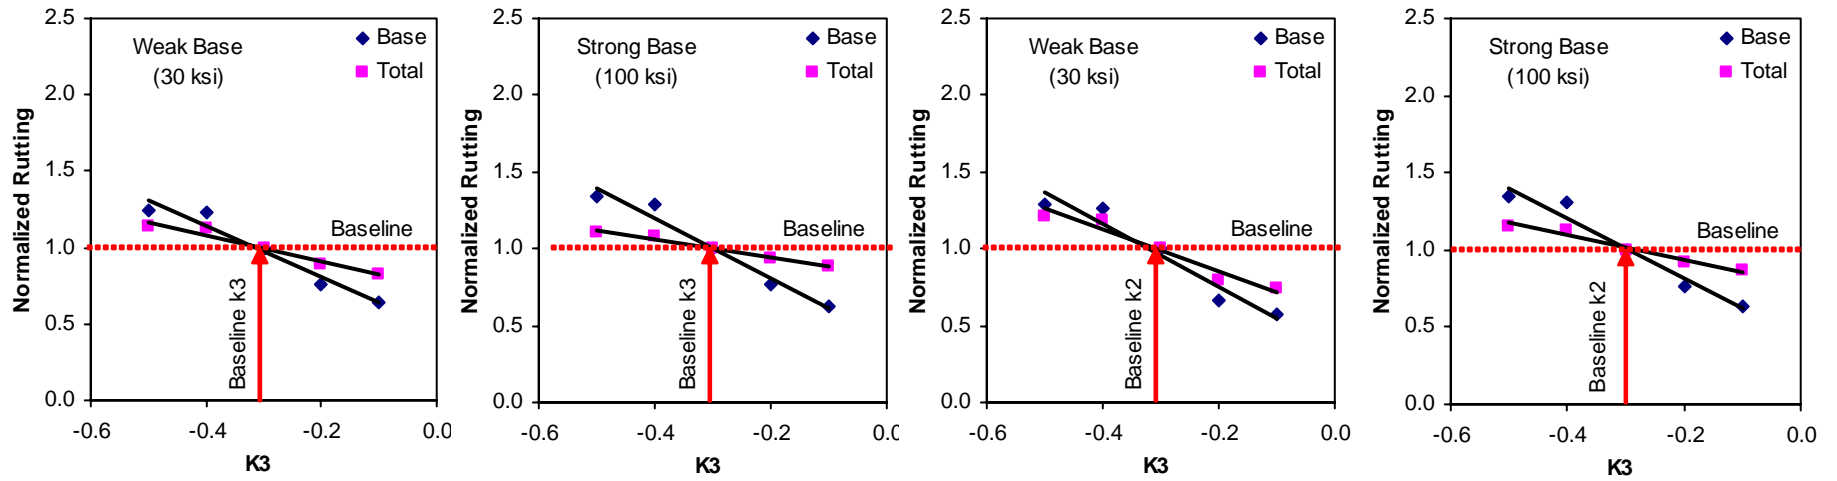 2.5
2.0
1.5
1.0
0.5
0.0
-0.6
-0.4
-0.2
0.0
Normalized Rutting
K3
Weak Base
(30 ksi)
Base
Total
Baseline
Baseline k3
2.5
2.0
1.5
1.0
0.5
0.0
-0.6
-0.4
-0.2
0.0
Normalized Rutting
K3
Strong Base
(100 ksi)
Base
Total
Baseline
Baseline k3
2.5
2.0
1.5
1.0
0.5
0.0
-0.6
-0.4
-0.2
0.0
Normalized Rutting
K3
Weak Base
(30 ksi)
Base
Total
Baseline
Baseline k2
2.5
2.0
1.5
1.0
0.5
0.0
-0.6
-0.4
-0.2
0.0
Normalized Rutting
K3
Strong Base
(100 ksi)
Base
Total
Baseline
Baseline k2